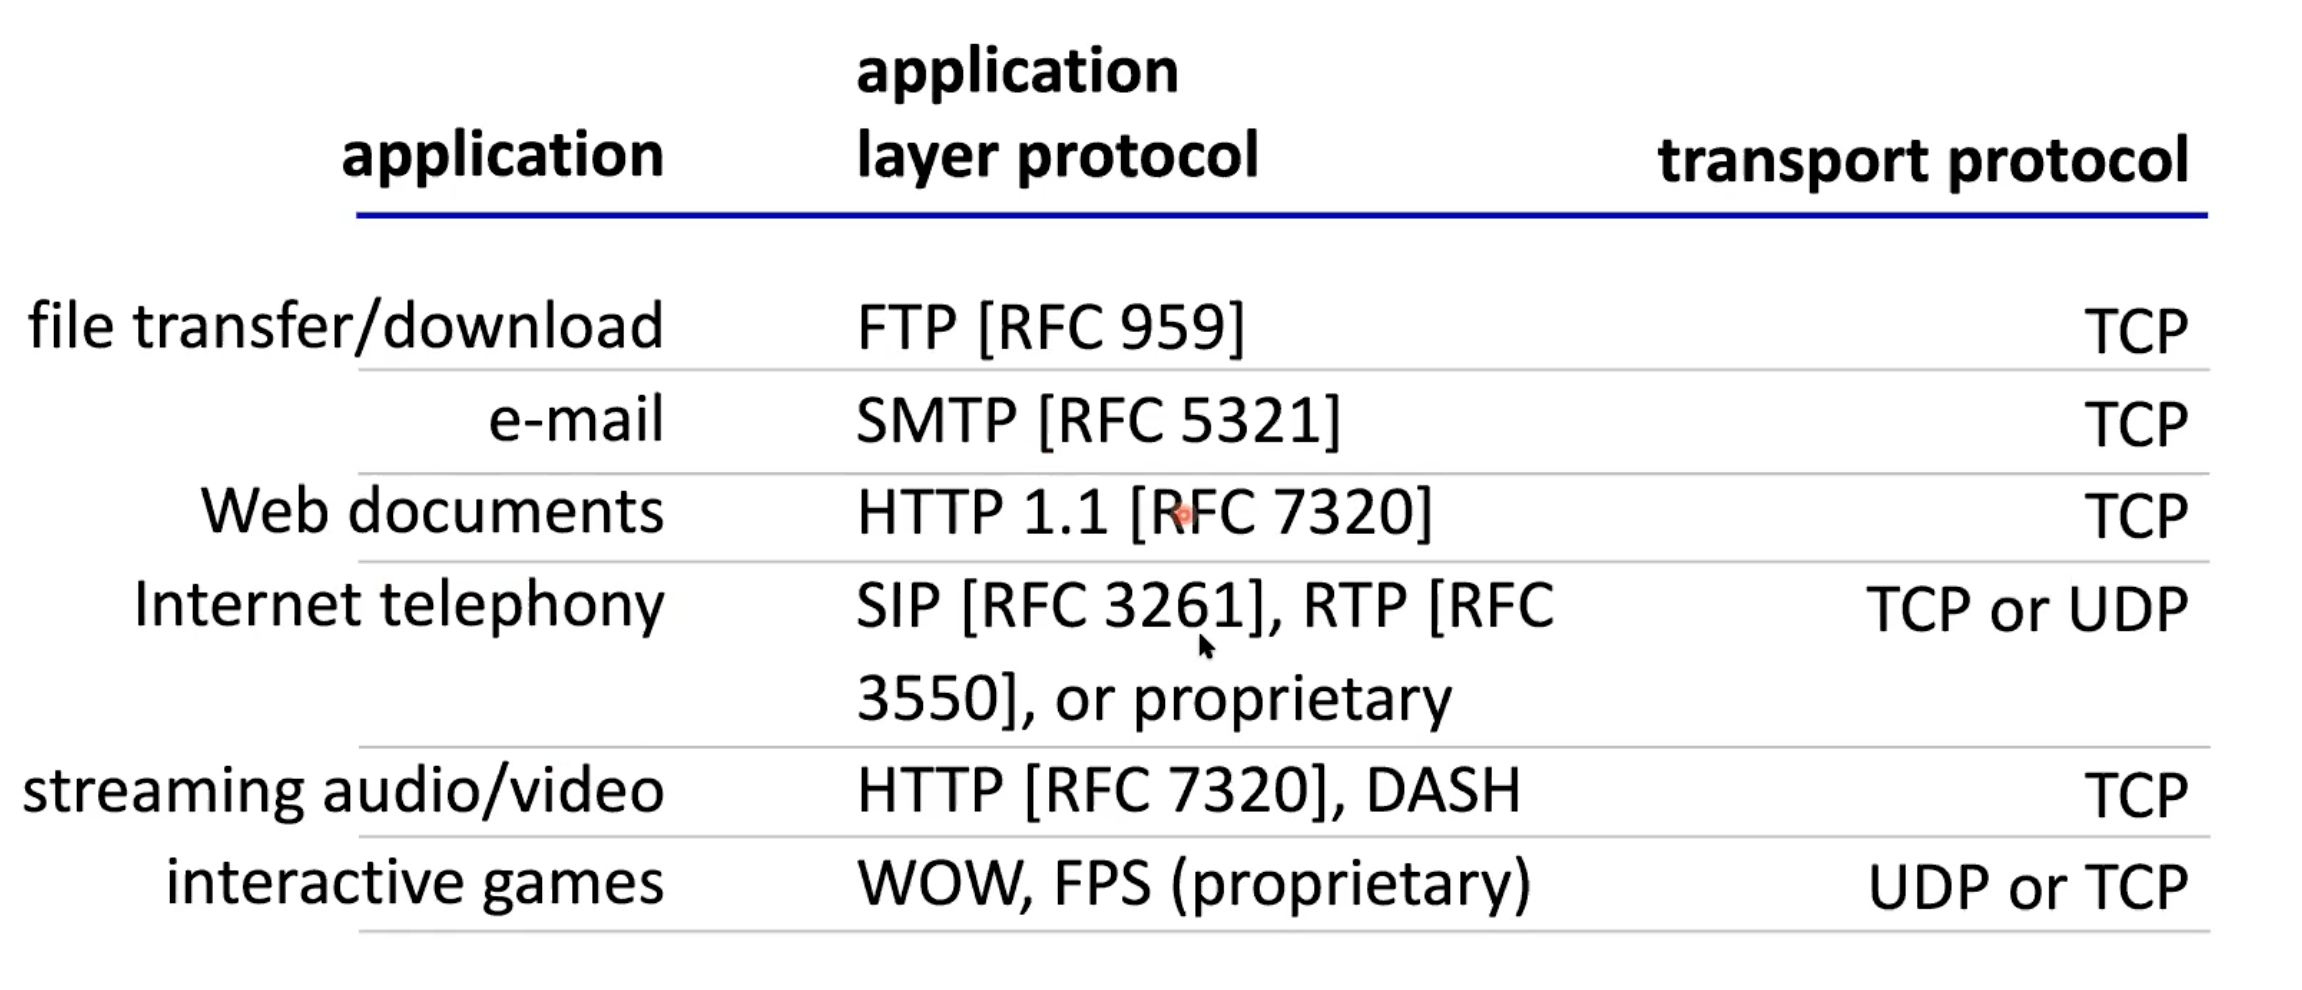 application
application layer protocol transport protocol
file transfer/download FTP [RFC 959] TCP
e-mail SMTP [RFC 5321] TCP
Web documents HTTP 1.1 [RFC 7320] TCP
Internet telephony SIP [RFC 3261], RTP [RFC TCP or UDP
3550], or proprietary
streaming audio/video HTTP [RFC 7320], DASH TCP
interactive games WOW, FPS (proprietary) UDP or TCP